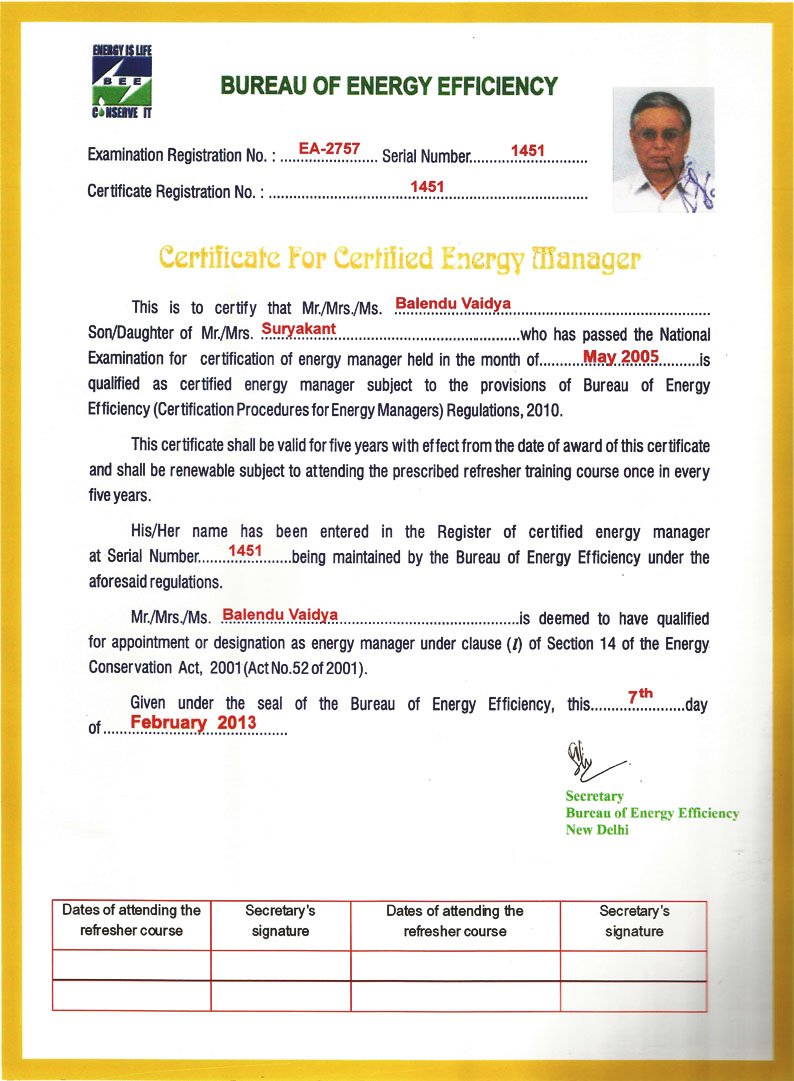 ENERGY IS LIFE
BEE
CONSERVE IT
BUREAU OF ENERGY EFFICIENCY
Examination Registration No. : EA-2757 Serial Number 1451
Certificate Registration No. : 1451
Certificate For Certified Energy Manager
This is to certify that Mr./Mrs./Ms. Balendu Vaidya
Son/Daughter of Mr./Mrs. Suryakant who has passed the National
Examination for certification of energy manager held in the month of May 2005 is
qualified as certified energy manager subject to the provisions of Bureau of Energy
Efficiency (Certification Procedures for Energy Managers) Regulations, 2010.
This certificate shall be valid for five years with effect from the date of award of this certificate
and shall be renewable subject to attending the prescribed refresher training course once in every
five years.
His/Her name has been entered in the Register of certified energy manager
at Serial Number 1451 being maintained by the Bureau of Energy Efficiency under the
aforesaid regulations.
Mr./Mrs./Ms. Balendu Vaidya is deemed to have qualified
for appointment or designation as energy manager under clause (l) of Section 14 of the Energy
Conservation Act, 2001 (Act No.52 of 2001).
Given under the seal of the Bureau of Energy Efficiency, this 7th day
of February 2013
Secretary
Bureau of Energy Efficiency
New Delhi
Dates of attending the refresher course
Secretary's signature
Dates of attending the refresher course
Secretary's signature